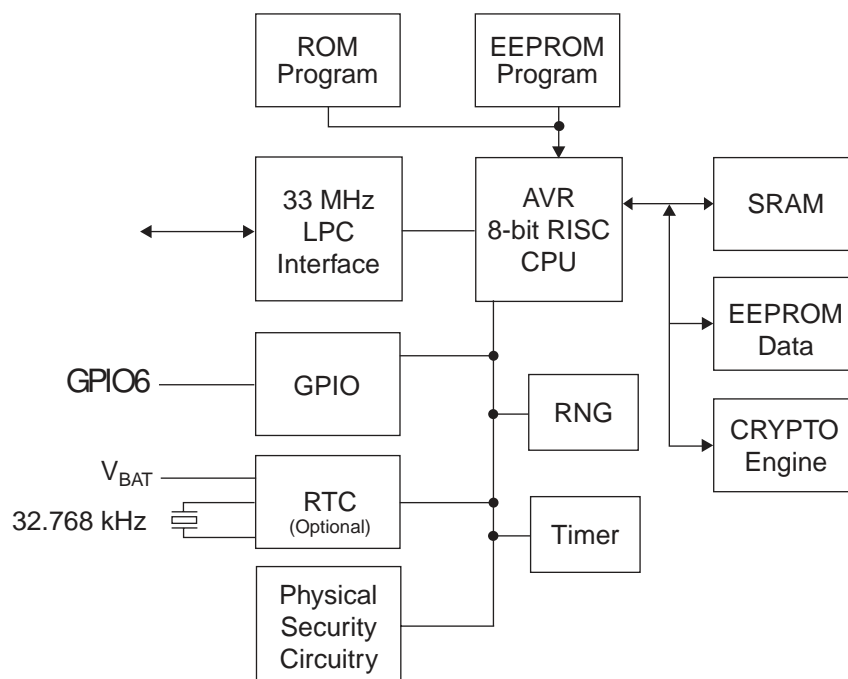 ROM
Program
EEPROM
Program
33 MHz
LPC
Interface
AVR
8-bit RISC
CPU
SRAM
EEPROM
Data
GPIO6
GPIO
RNG
CRYPTO
Engine
VBAT
32.768 kHz
RTC
(Optional)
Timer
Physical
Security
Circuitry